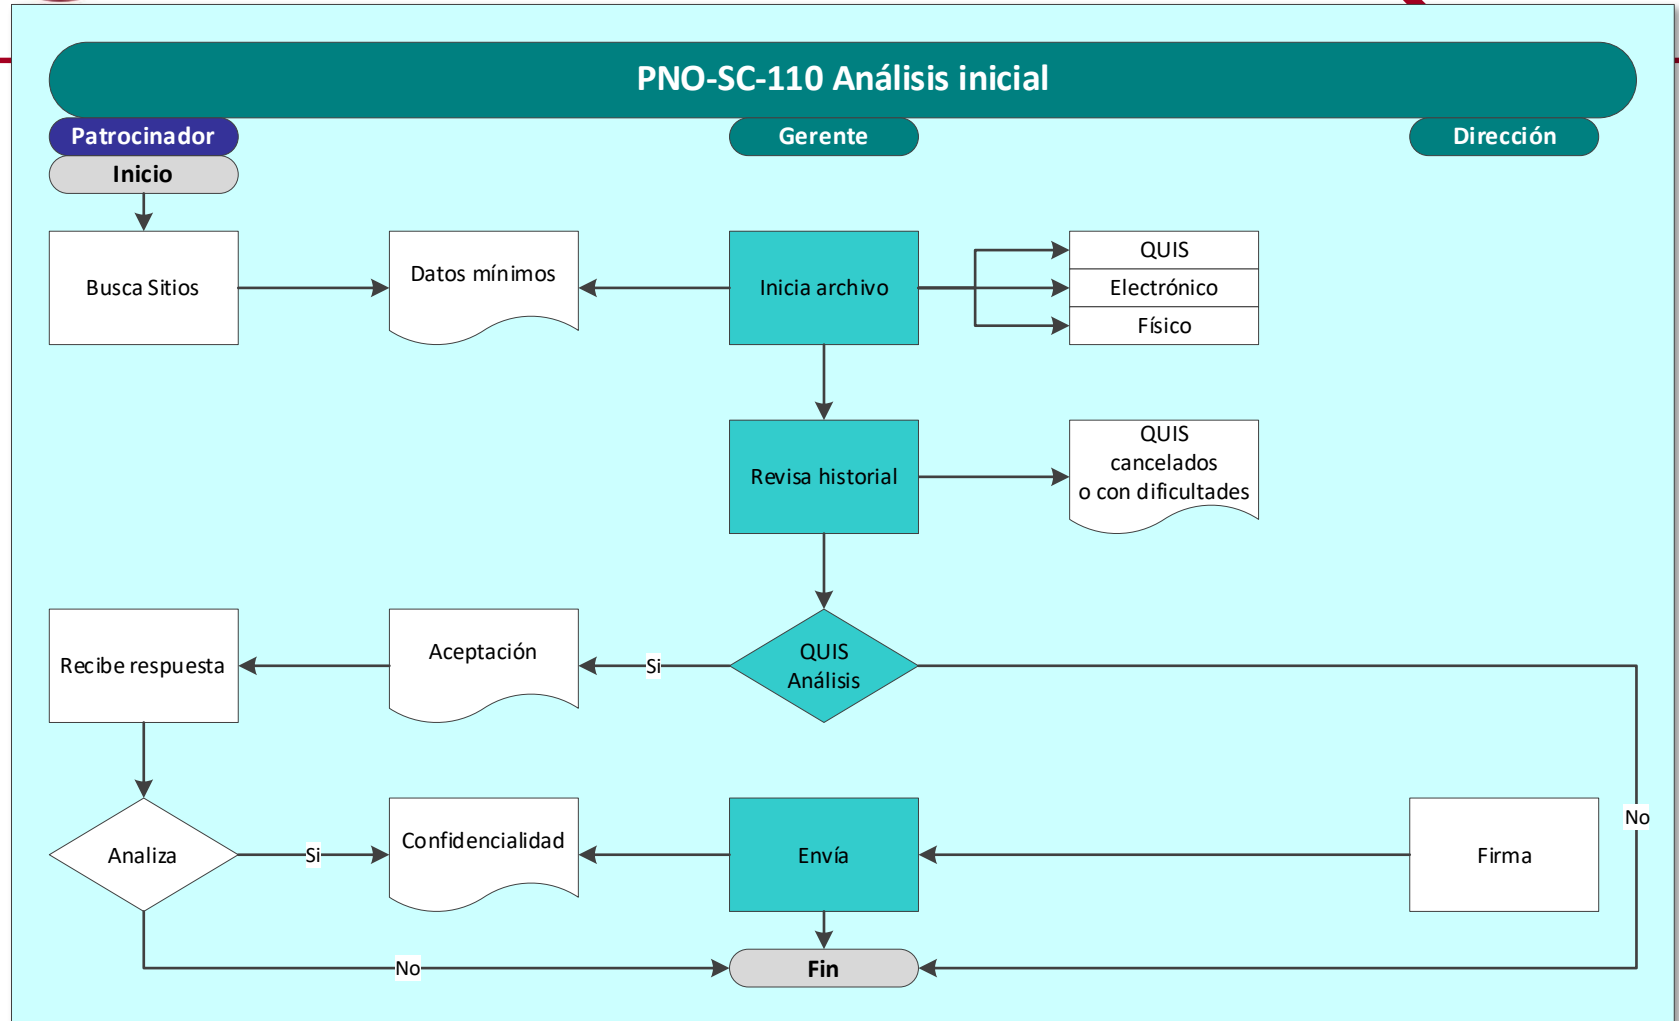 PNO-SC-110 Análisis inicial
Patrocinador
Gerente
Dirección
Inicio
Busca Sitios
Datos mínimos
Inicia archivo
QUIS
Electrónico
Físico
Revisa historial
QUIS
cancelados
o con dificultades
Recibe respuesta
Aceptación
Si
QUIS
Análisis
No
Analiza
Si
Confidencialidad
Envía
Firma
No
Fin